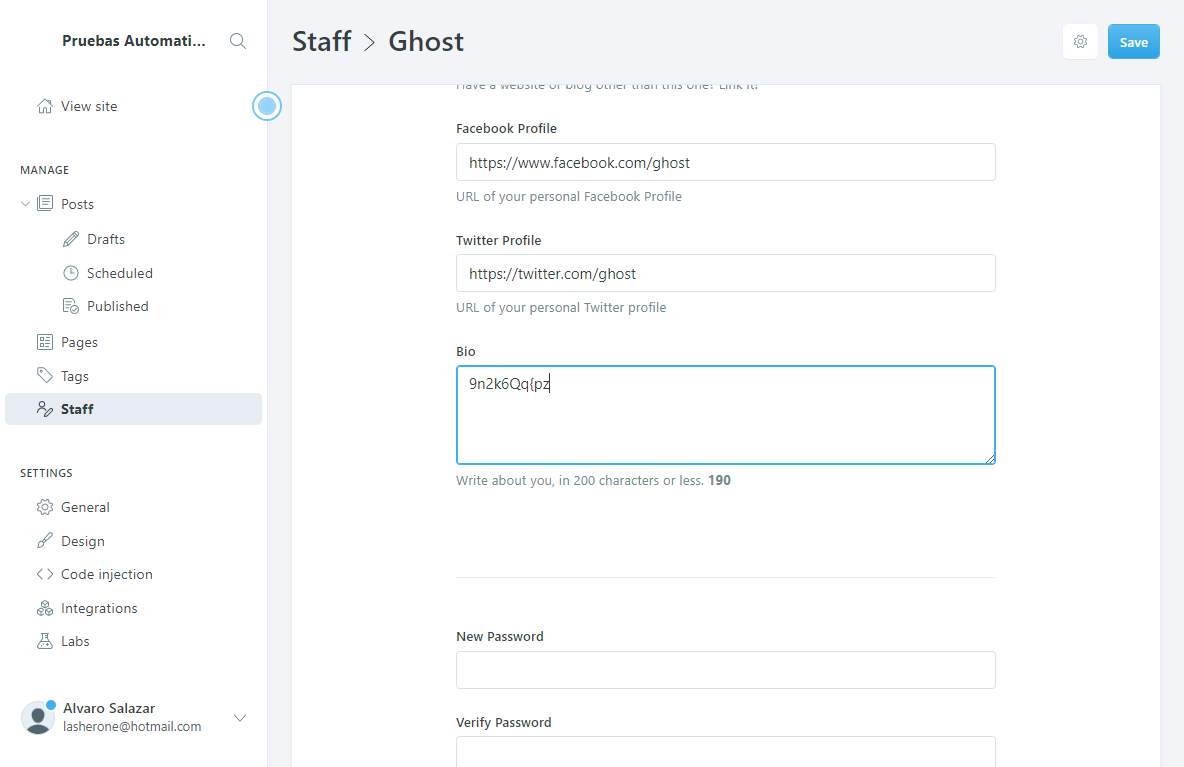 Pruebas Automati...
View site
MANAGE
Posts
Drafts
Scheduled
Published
Pages
Tags
Staff
SETTINGS
General
Design
Code injection
Integrations
Labs
Alvaro Salazar
lasherone@hotmail.com
Staff > Ghost
Save
Have a website or blog other than this one? Link it!
Facebook Profile
https://www.facebook.com/ghost
URL of your personal Facebook Profile
Twitter Profile
https://twitter.com/ghost
URL of your personal Twitter profile
Bio
9n2k6Qq{pz
Write about you, in 200 characters or less. 190
New Password
Verify Password